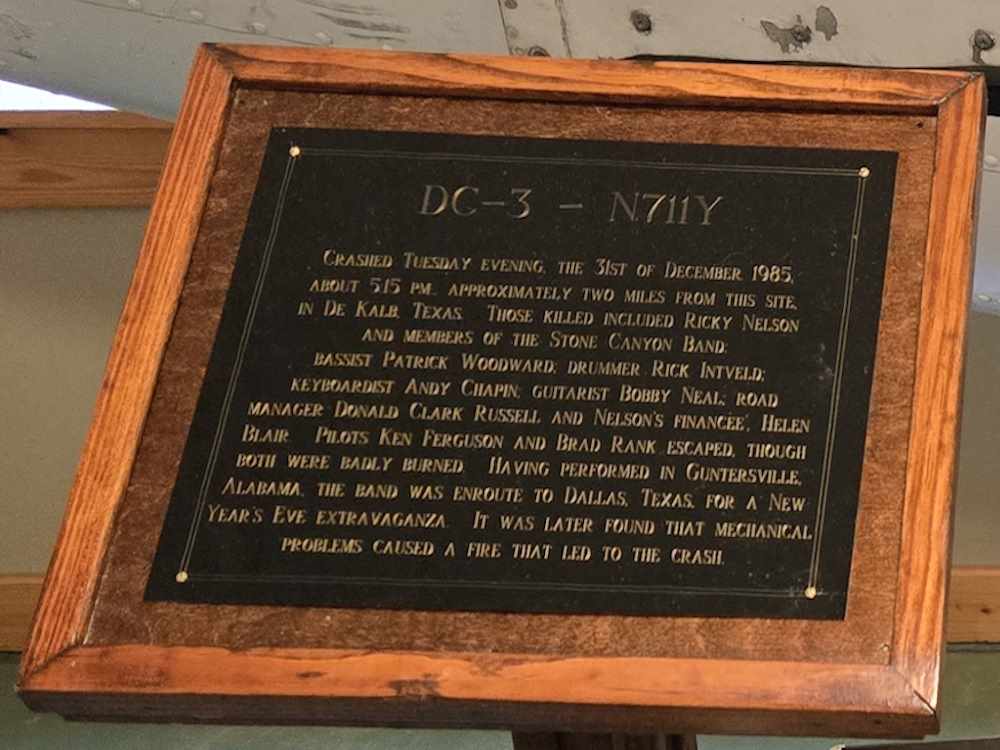 DC-3 - N711Y
CRASHED TUESDAY EVENING, THE 31ST OF DECEMBER 1985,
ABOUT 5:15 PM., APPROXIMATELY TWO MILES FROM THIS SITE,
IN DE KALB, TEXAS. THOSE KILLED INCLUDED RICKY NELSON
AND MEMBERS OF THE STONE CANYON BAND:
BASSIST PATRICK WOODWARD; DRUMMER RICK INTVELD;
KEYBOARDIST ANDY CHAPIN; GUITARIST BOBBY NEAL; ROAD
MANAGER DONALD CLARK RUSSELL AND NELSON'S FINANCEE', HELEN
BLAIR. PILOTS KEN FERGUSON AND BRAD RANK ESCAPED, THOUGH
BOTH WERE BADLY BURNED. HAVING PERFORMED IN GUNTERSVILLE,
ALABAMA, THE BAND WAS ENROUTE TO DALLAS, TEXAS, FOR A NEW
YEAR'S EVE EXTRAVAGANZA. IT WAS LATER FOUND THAT MECHANICAL
PROBLEMS CAUSED A FIRE THAT LED TO THE CRASH.